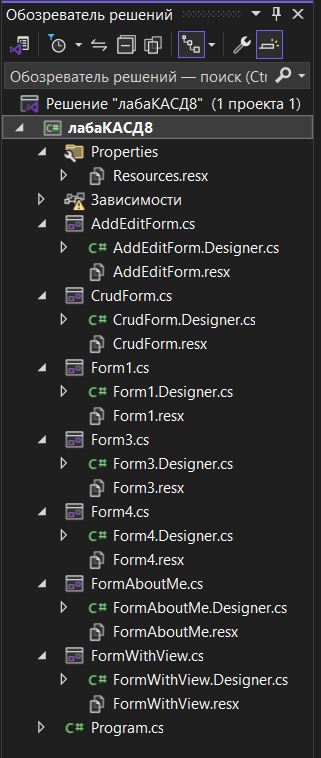 Обозреватель решений
Обозреватель решений — поиск (Ctr
Решение "лабаКАСД8" (1 проекта 1)
C# лабаКАСД8
Properties
Resources.resx
Зависимости
AddEditForm.cs
C# AddEditForm.Designer.cs
AddEditForm.resx
CrudForm.cs
C# CrudForm.Designer.cs
CrudForm.resx
Form1.cs
C# Form1.Designer.cs
Form1.resx
Form3.cs
C# Form3.Designer.cs
Form3.resx
Form4.cs
C# Form4.Designer.cs
Form4.resx
FormAboutMe.cs
C# FormAboutMe.Designer.cs
FormAboutMe.resx
FormWithView.cs
C# FormWithView.Designer.cs
FormWithView.resx
C# Program.cs